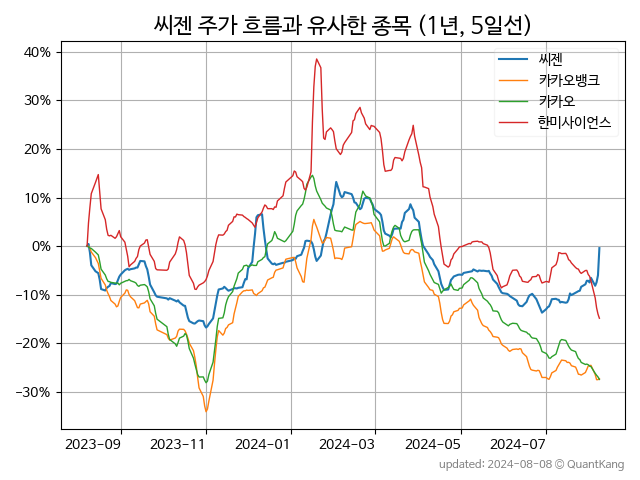 씨젠 주가 흐름과 유사한 종목 (1년, 5일선)
40%
30%
20%
10%
0%
-10%
-20%
-30%
씨젠
카카오뱅크
카카오
한미사이언스
2023-09
2023-11
2024-01
2024-03
2024-05
2024-07
updated: 2024-08-08 © QuantKang